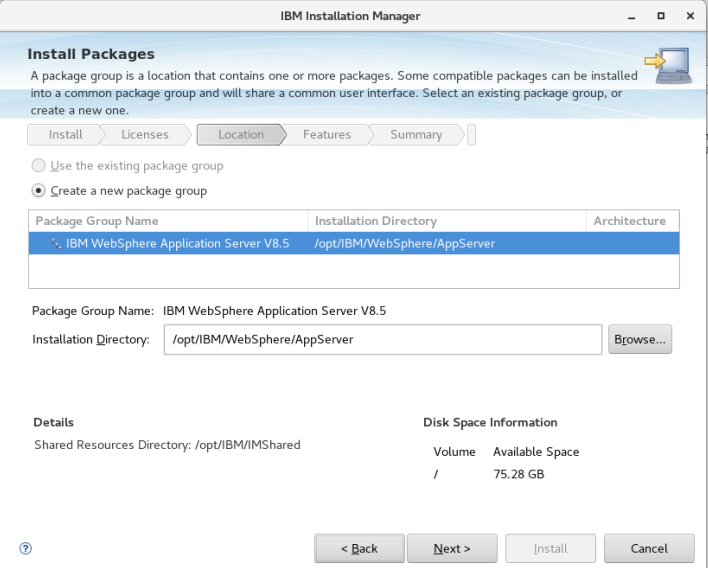 IBM Installation Manager
Install Packages
A package group is a location that contains one or more packages. Some compatible packages can be installed
into a common package group and will share a common user interface. Select an existing package group, or
create a new one.
Install Licenses Location Features Summary
Use the existing package group
Create a new package group
Package Group Name Installation Directory Architecture
IBM WebSphere Application Server V8.5 /opt/IBM/WebSphere/AppServer
Package Group Name: IBM WebSphere Application Server V8.5
Installation Directory: /opt/IBM/WebSphere/AppServer Browse...
Details Disk Space Information
Shared Resources Directory: /opt/IBM/IMShared
Volume Available Space
/ 75.28 GB
? < Back Next > Install Cancel